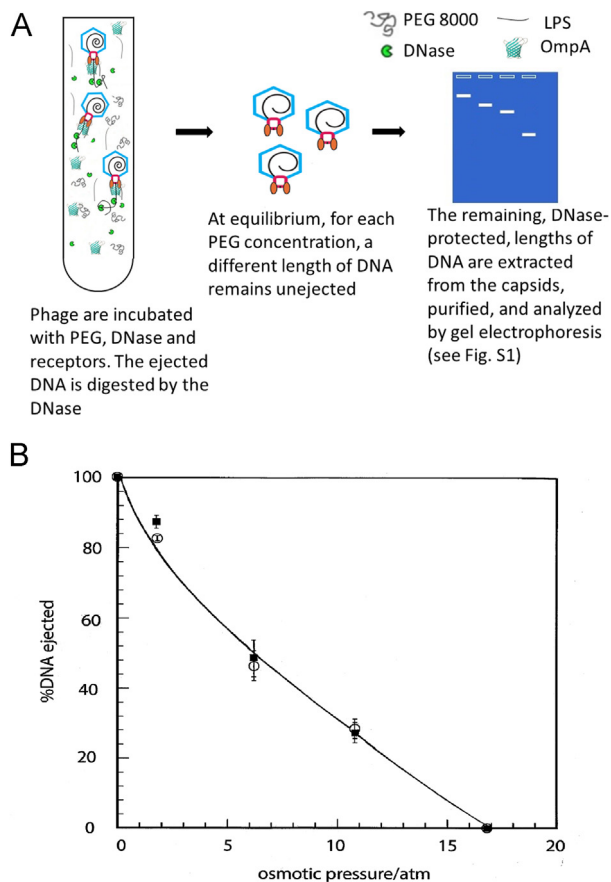 A
PEG 8000
LPS
DNase
OmpA
Phage are incubated
with PEG, DNase and
receptors. The ejected
DNA is digested by the
DNase
At equilibrium, for each
PEG concentration, a
different length of DNA
remains unejected
The remaining, DNase-
protected, lengths of
DNA are extracted
from the capsids,
purified, and analyzed
by gel electrophoresis
(see Fig. S1)
B
100
80
60
40
20
0
%DNA ejected
0
5
10
15
20
osmotic pressure/atm